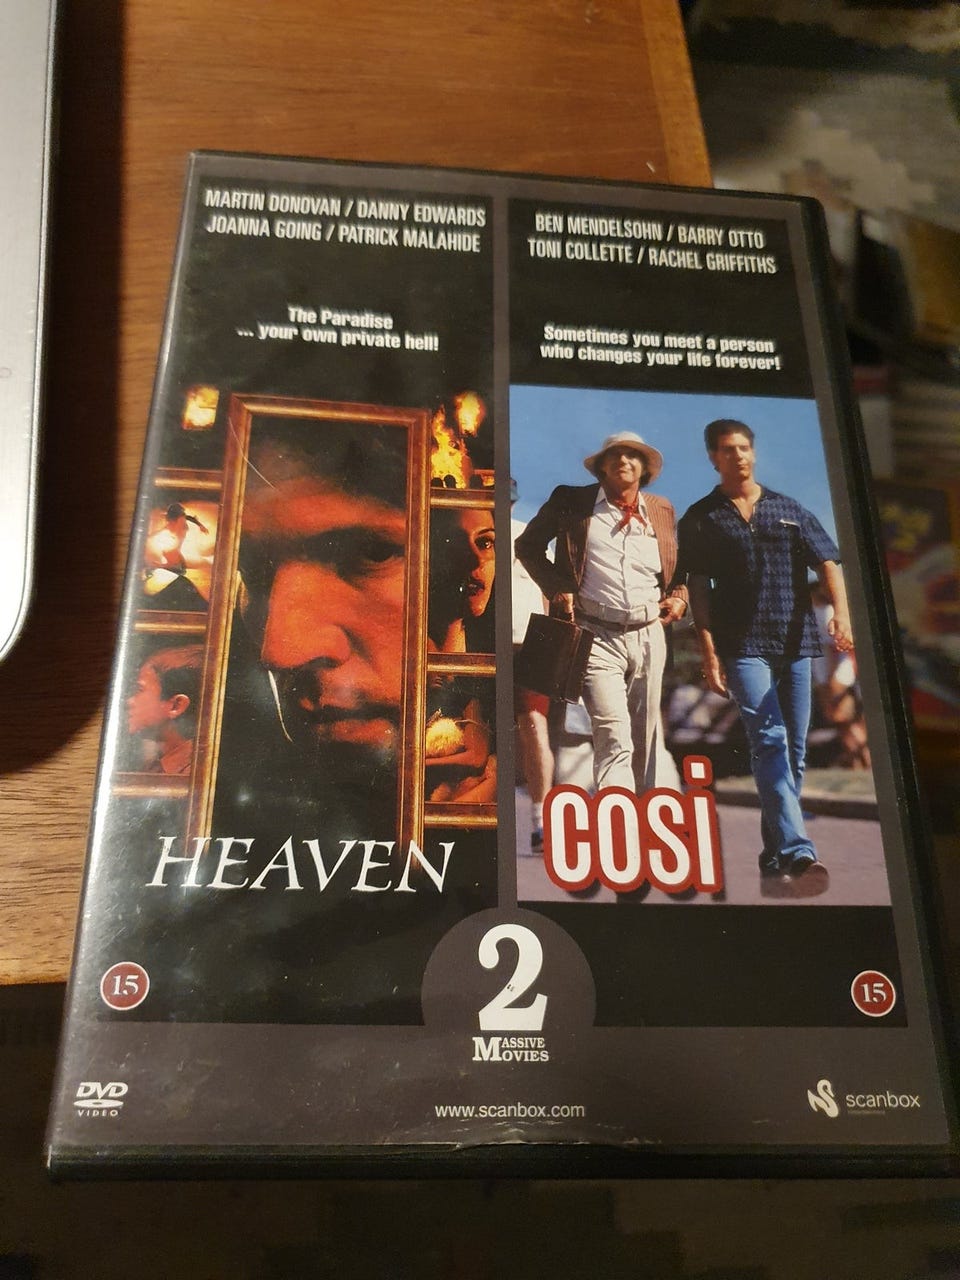 MARTIN DONOVAN / DANNY EDWARDS
JOANNA GOING / PATRICK MALAHIDE
The Paradise
... your own private hell!
HEAVEN
15
BEN MENDELSOHN / BARRY OTTO
TONI COLLETTE / RACHEL GRIFFITHS
Sometimes you meet a person
who changes your life forever!
COSi
15
2
MASSIVE
MOVIES
DVD
VIDEO
www.scanbox.com
scanbox